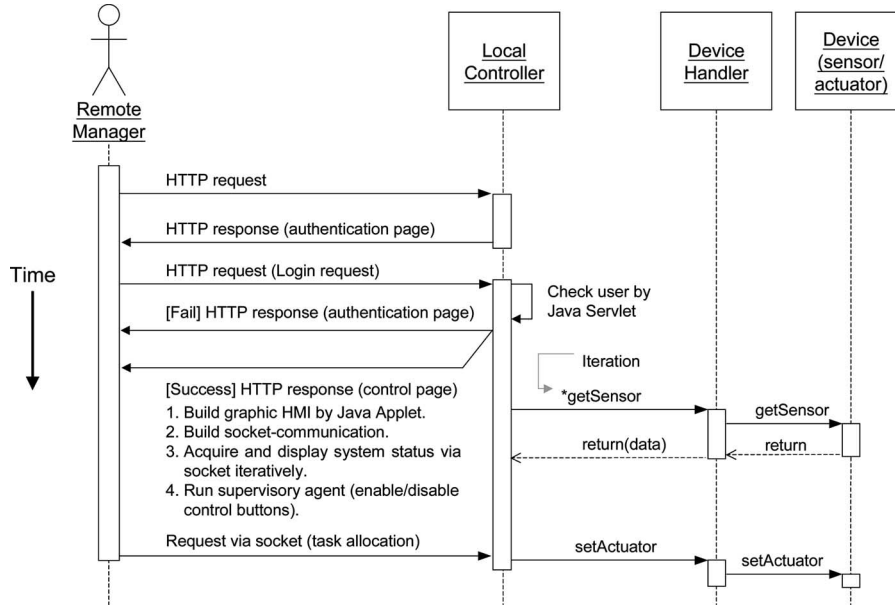 Remote
Manager
Local
Controller
Device
Handler
Device
(sensor/
actuator)
HTTP request
HTTP response (authentication page)
Time
HTTP request (Login request)
Check user by
Java Servlet
[Fail] HTTP response (authentication page)
Iteration
[Success] HTTP response (control page)
1. Build graphic HMI by Java Applet.
2. Build socket-communication.
3. Acquire and display system status via
socket iteratively.
4. Run supervisory agent (enable/disable
control buttons).
*getSensor
getSensor
return(data)
return
Request via socket (task allocation)
setActuator
setActuator